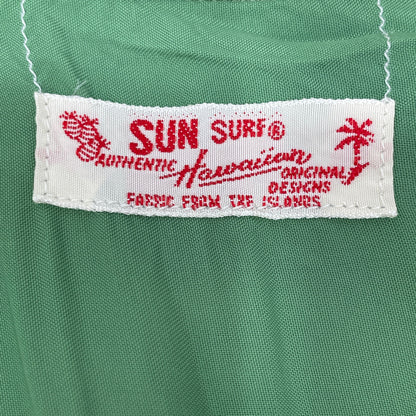 SUN SURF®
AUTHENTIC Hawaiian ORIGINAL
DESIGNS
FABRIC FROM THE ISLANDS